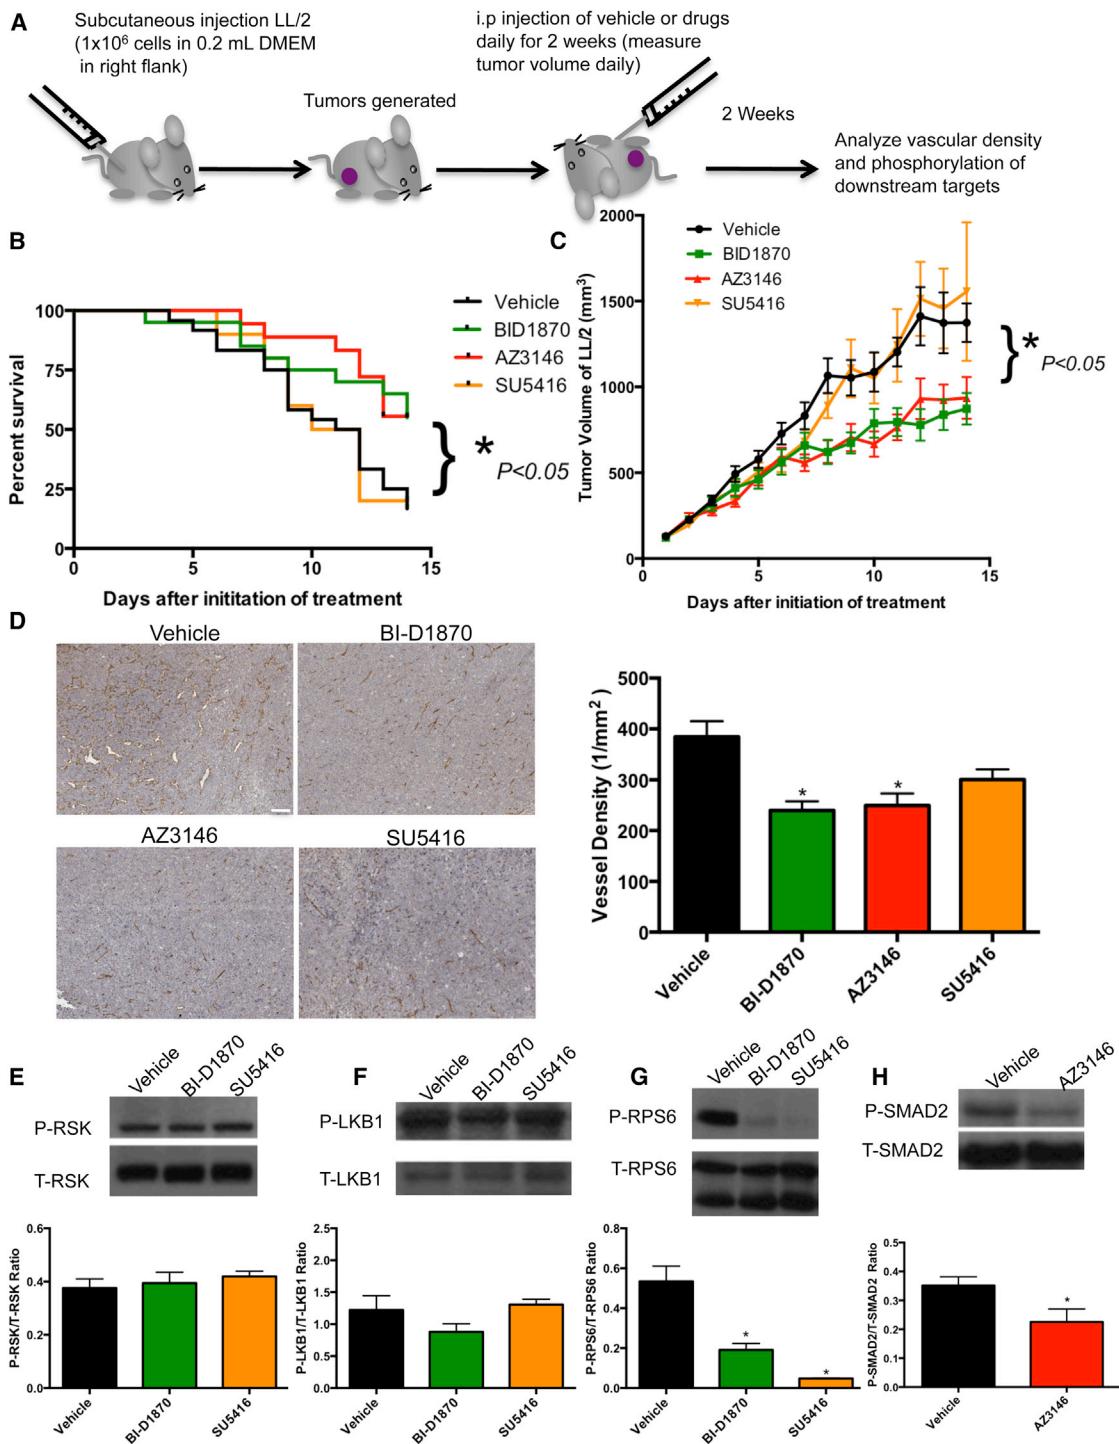 A
Subcutaneous injection LL/2
(1x10⁶ cells in 0.2 mL DMEM
in right flank)
Tumors generated
i.p injection of vehicle or drugs
daily for 2 weeks (measure
tumor volume daily)
2 Weeks
Analyze vascular density
and phosphorylation of
downstream targets
B
Percent survival
100
75
50
25
0
0 5 10 15
Days after inititation of treatment
Vehicle
BID1870
AZ3146
SU5416
}*
P<0.05
C
Tumor Volume of LL/2 (mm³)
2000
1500
1000
500
0
0 5 10 15
Days after initiation of treatment
Vehicle
BID1870
AZ3146
SU5416
}*
P<0.05
D
Vehicle BI-D1870
AZ3146 SU5416
Vessel Density (1/mm²)
500
400
300
200
100
0
* *
Vehicle BI-D1870 AZ3146 SU5416
E
Vehicle BI-D1870 SU5416
P-RSK
T-RSK
P-RSK/T-RSK Ratio
0.6
0.4
0.2
0.0
Vehicle BI-D1870 SU5416
F
Vehicle BI-D1870 SU5416
P-LKB1
T-LKB1
P-LKB1/T-LKB1 Ratio
2.5
2.0
1.5
1.0
0.5
0.0
Vehicle BI-D1870 SU5416
G
Vehicle BI-D1870 SU5416
P-RPS6
T-RPS6
P-RPS6/T-RPS6 Ratio
0.8
0.6
0.4
0.2
0.0
* *
Vehicle BI-D1870 SU5416
H
Vehicle AZ3146
P-SMAD2
T-SMAD2
P-SMAD2/T-SMAD2 Ratio
0.5
0.4
0.3
0.2
0.1
0.0
*
Vehicle AZ3146